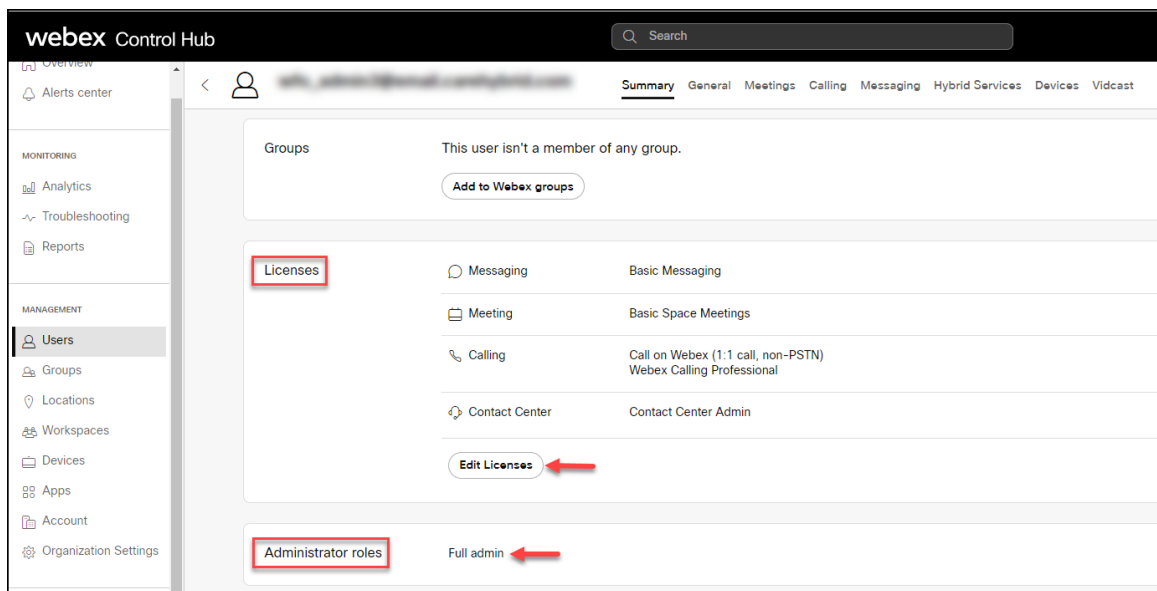 webex Control Hub
Search
Overview
Alerts center
MONITORING
Analytics
Troubleshooting
Reports
MANAGEMENT
Users
Groups
Locations
Workspaces
Devices
Apps
Account
Organization Settings
Summary General Meetings Calling Messaging Hybrid Services Devices Vidcast
Groups This user isn't a member of any group.
Add to Webex groups
Licenses Messaging Basic Messaging
Meeting Basic Space Meetings
Calling Call on Webex (1:1 call, non-PSTN)
Webex Calling Professional
Contact Center Contact Center Admin
Edit Licenses
Administrator roles Full admin